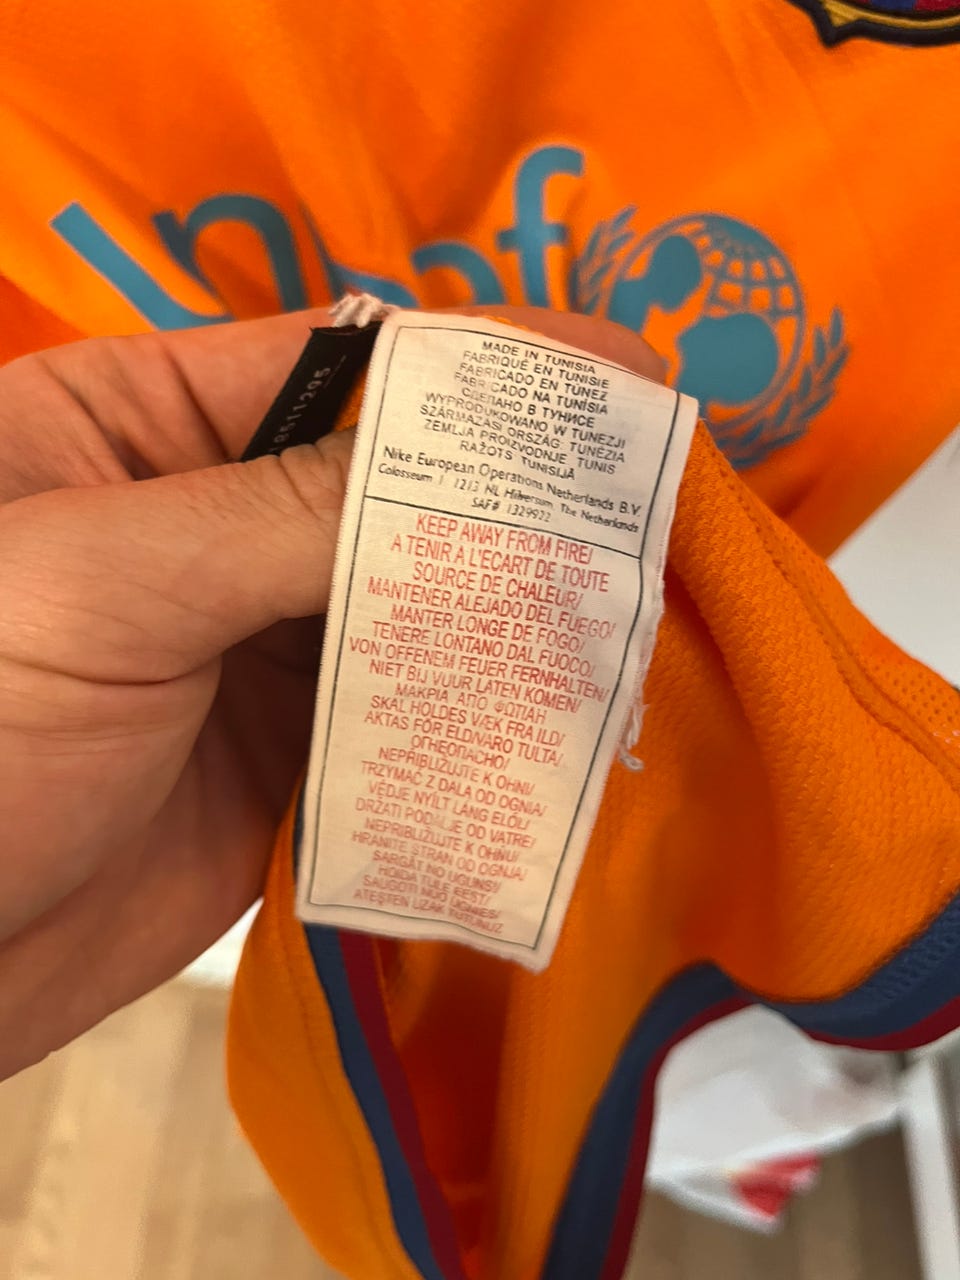 unicef
18511295
MADE IN TUNISIA
FABRIQUÉ EN TUNISIE
FABRICADO EN TÚNEZ
FABRICADO NA TUNÍSIA
СДЕЛАНО В ТУНИСЕ
WYPRODUKOWANO W TUNEZJI
SZÁRMAZÁSI ORSZÁG: TUNÉZIA
ZEMLJA PROIZVODNJE TUNIS
RAŽOTS TUNISIJĀ
Nike European Operations Netherlands B.V.
Colosseum 1 1213 NL Hilversum, The Netherlands
SAF# 1329922
KEEP AWAY FROM FIRE/
A TENIR A L'ECART DE TOUTE
SOURCE DE CHALEUR/
MANTENER ALEJADO DEL FUEGO/
MANTER LONGE DE FOGO/
TENERE LONTANO DAL FUOCO/
VON OFFENEM FEUER FERNHALTEN/
NIET BIJ VUUR LATEN KOMEN/
ΜΑΚΡΙΑ ΑΠΟ ΦΩΤΙΑΗ
SKAL HOLDES VÆK FRA ILD/
AKTAS FÖR ELD/VARO TULTA/
ОГНЕОПАСНО/
NEPŘIBLIŽUJTE K OHNI/
TRZYMAĆ Z DALA OD OGNIA/
VÉDJE NYÍLT LÁNG ELŐL/
DRŽATI PODALJE OD VATRE/
NEPRIBLIŽUJTE K OHŇU/
HRANITE STRAN OD OGNJA/
SARGĀT NO UGUNS!/
HOIDA TULE EEST/
SAUGOTI NUO UGNIES/
ATEŞTEN UZAK TUTUNUZ